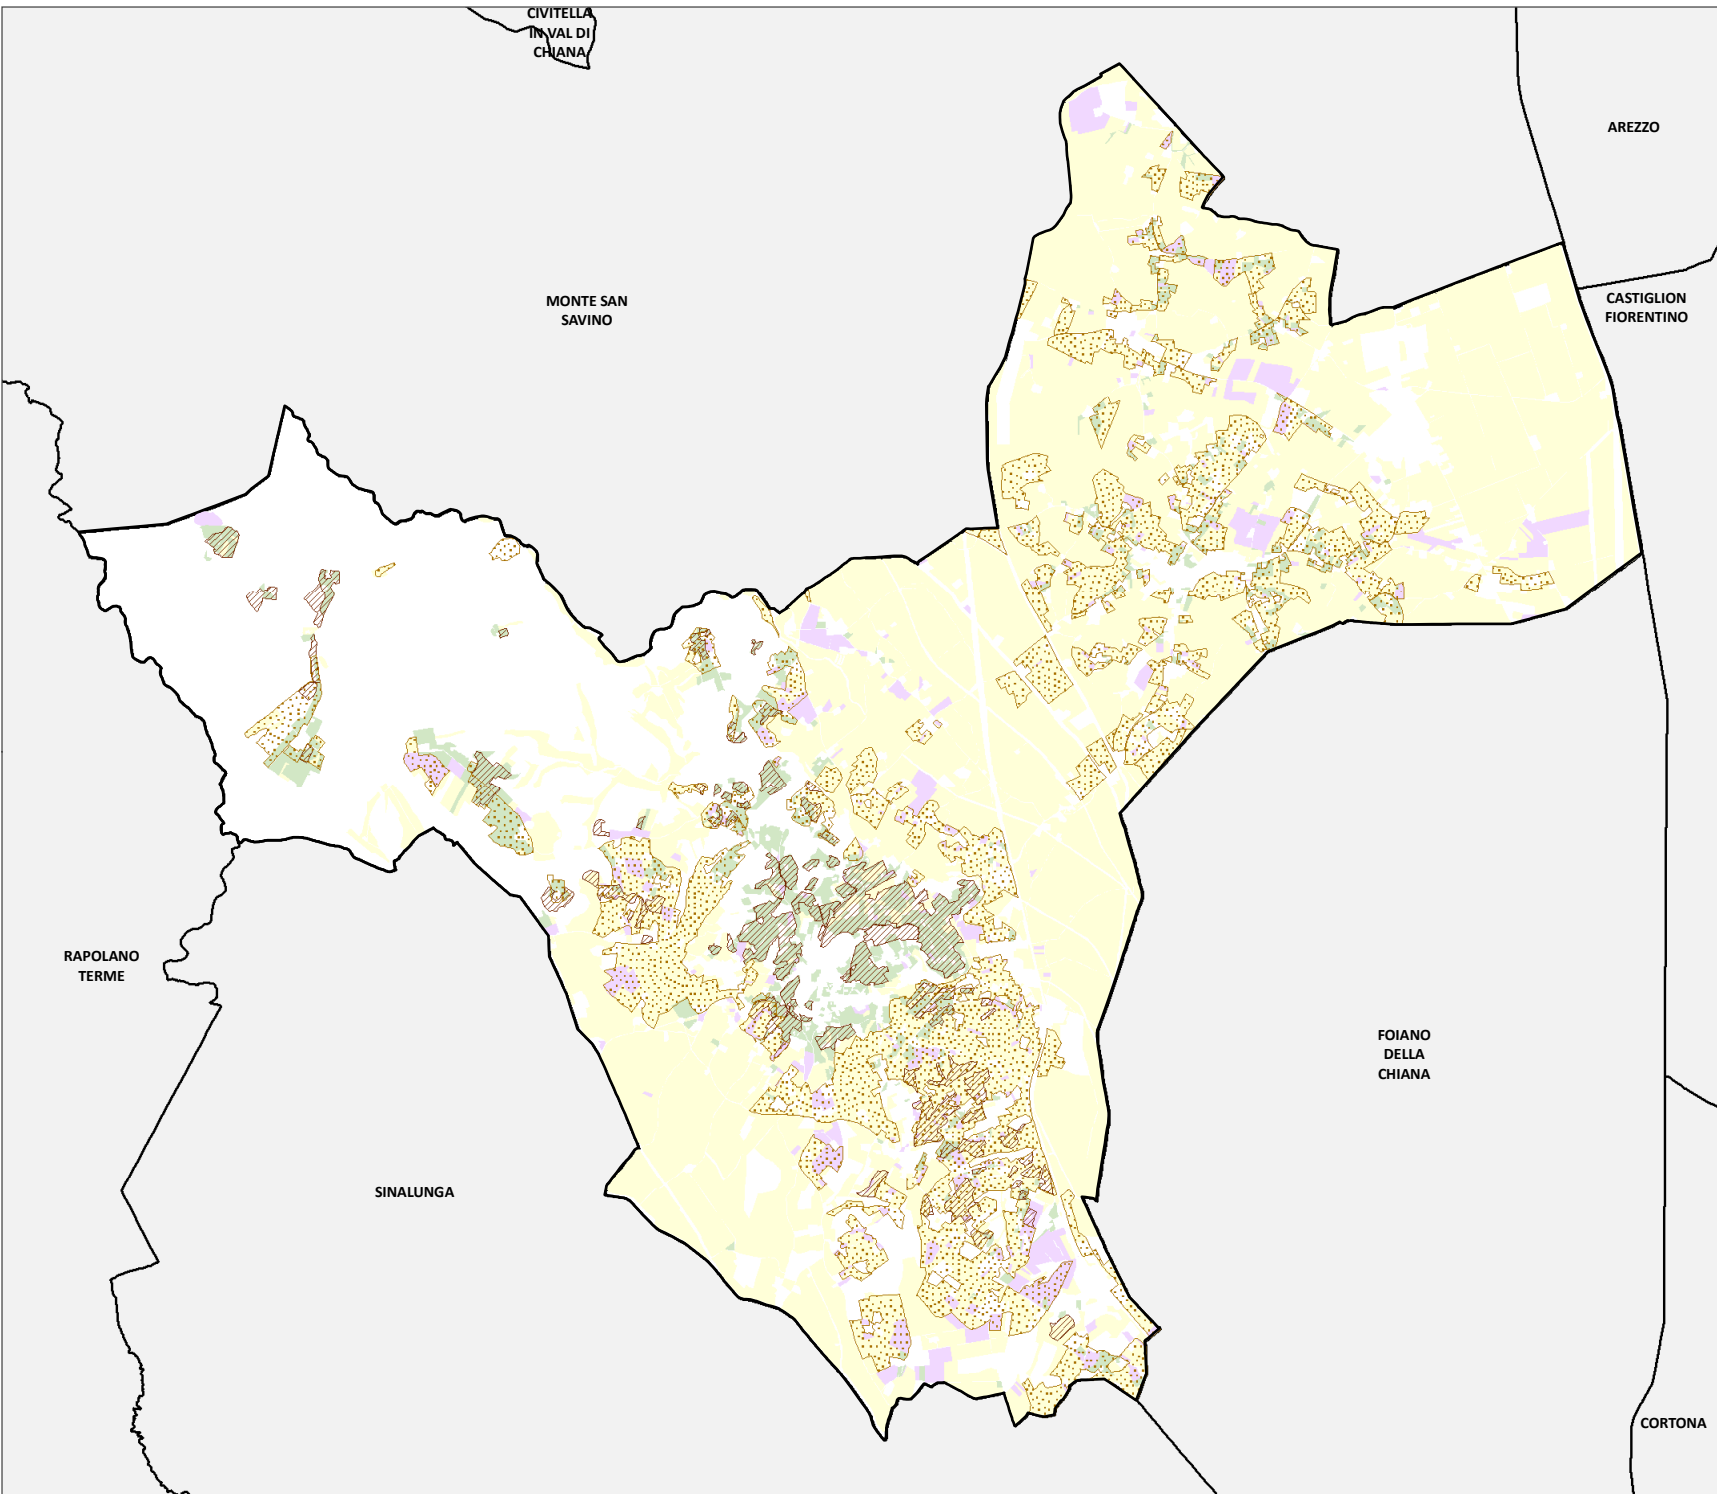 CIVITELLA
IN VAL DI
CHIANA
AREZZO
MONTE SAN
SAVINO
CASTIGLION
FIORENTINO
RAPOLANO
TERME
FOIANO
DELLA
CHIANA
SINALUNGA
CORTONA